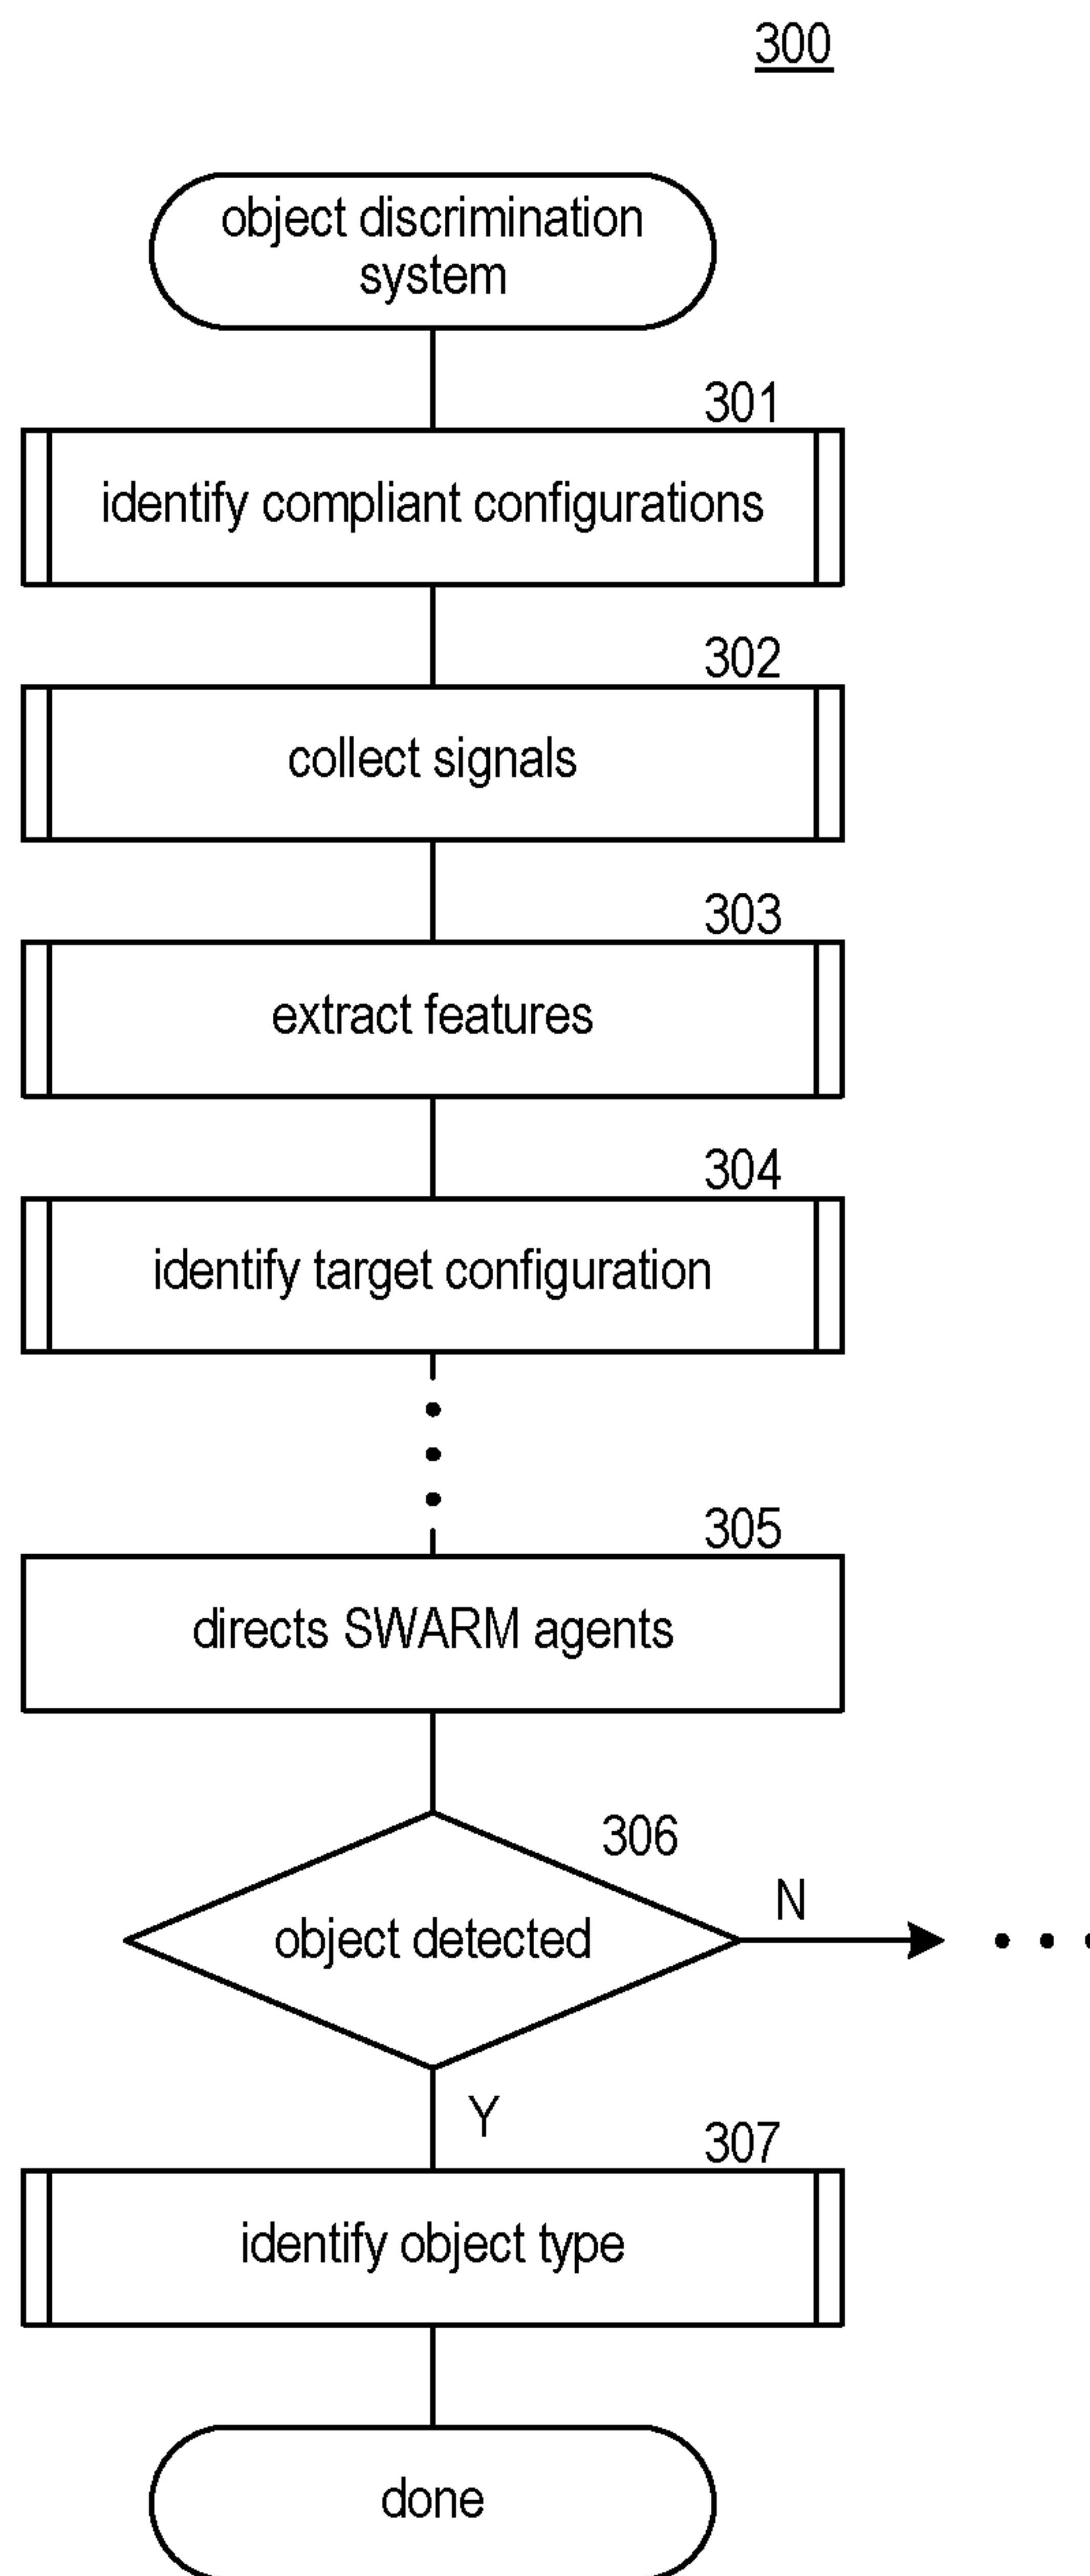 300
object discrimination
system
301
identify compliant configurations
302
collect signals
303
extract features
304
identify target configuration
305
directs SWARM agents
306
object detected
N
Y
307
identify object type
done